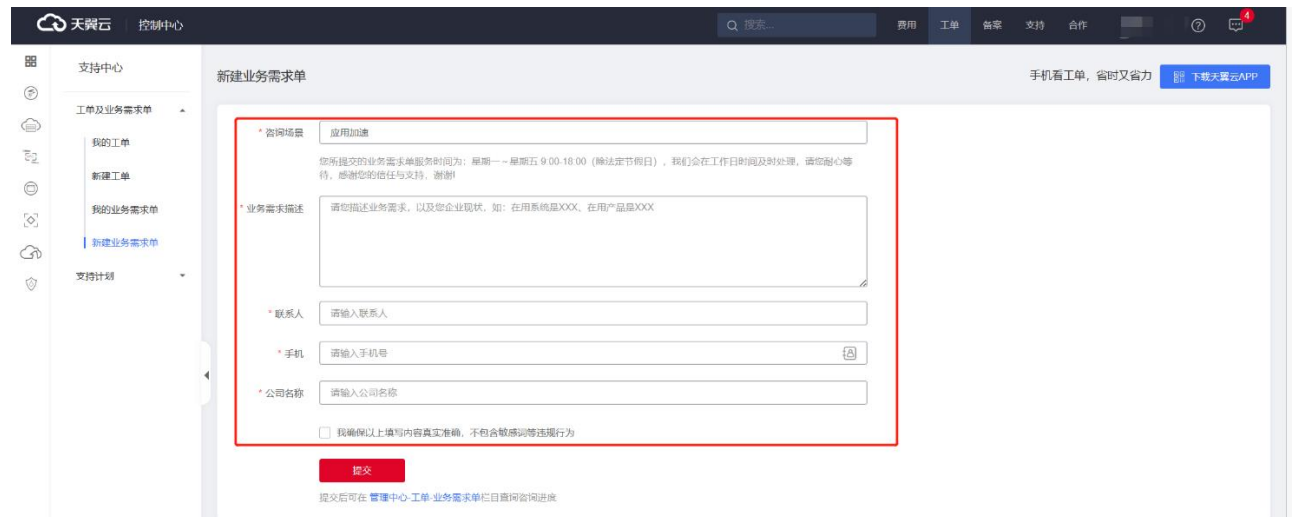 天翼云 控制中心 搜索... 费用 工单 备案 支持 合作 4
支持中心
工单及业务需求单
我的工单
新建工单
我的业务需求单
新建业务需求单
支持计划
新建业务需求单
手机看工单，省时又省力 下载天翼云APP
* 咨询场景 应用加速
您所提交的业务需求单服务时间为：星期一~星期五 9:00-18:00（除法定节假日），我们会在工作日时间及时处理，请您耐心等
待，感谢您的信任与支持，谢谢!
* 业务需求描述 请您描述业务需求，以及您企业现状，如：在用系统是XXX，在用产品是XXX
* 联系人 请输入联系人
* 手机 请输入手机号
* 公司名称 请输入公司名称
我确保以上填写内容真实准确，不包含敏感词等违规行为
提交
提交后可在 管理中心-工单-业务需求单栏目查询咨询进度